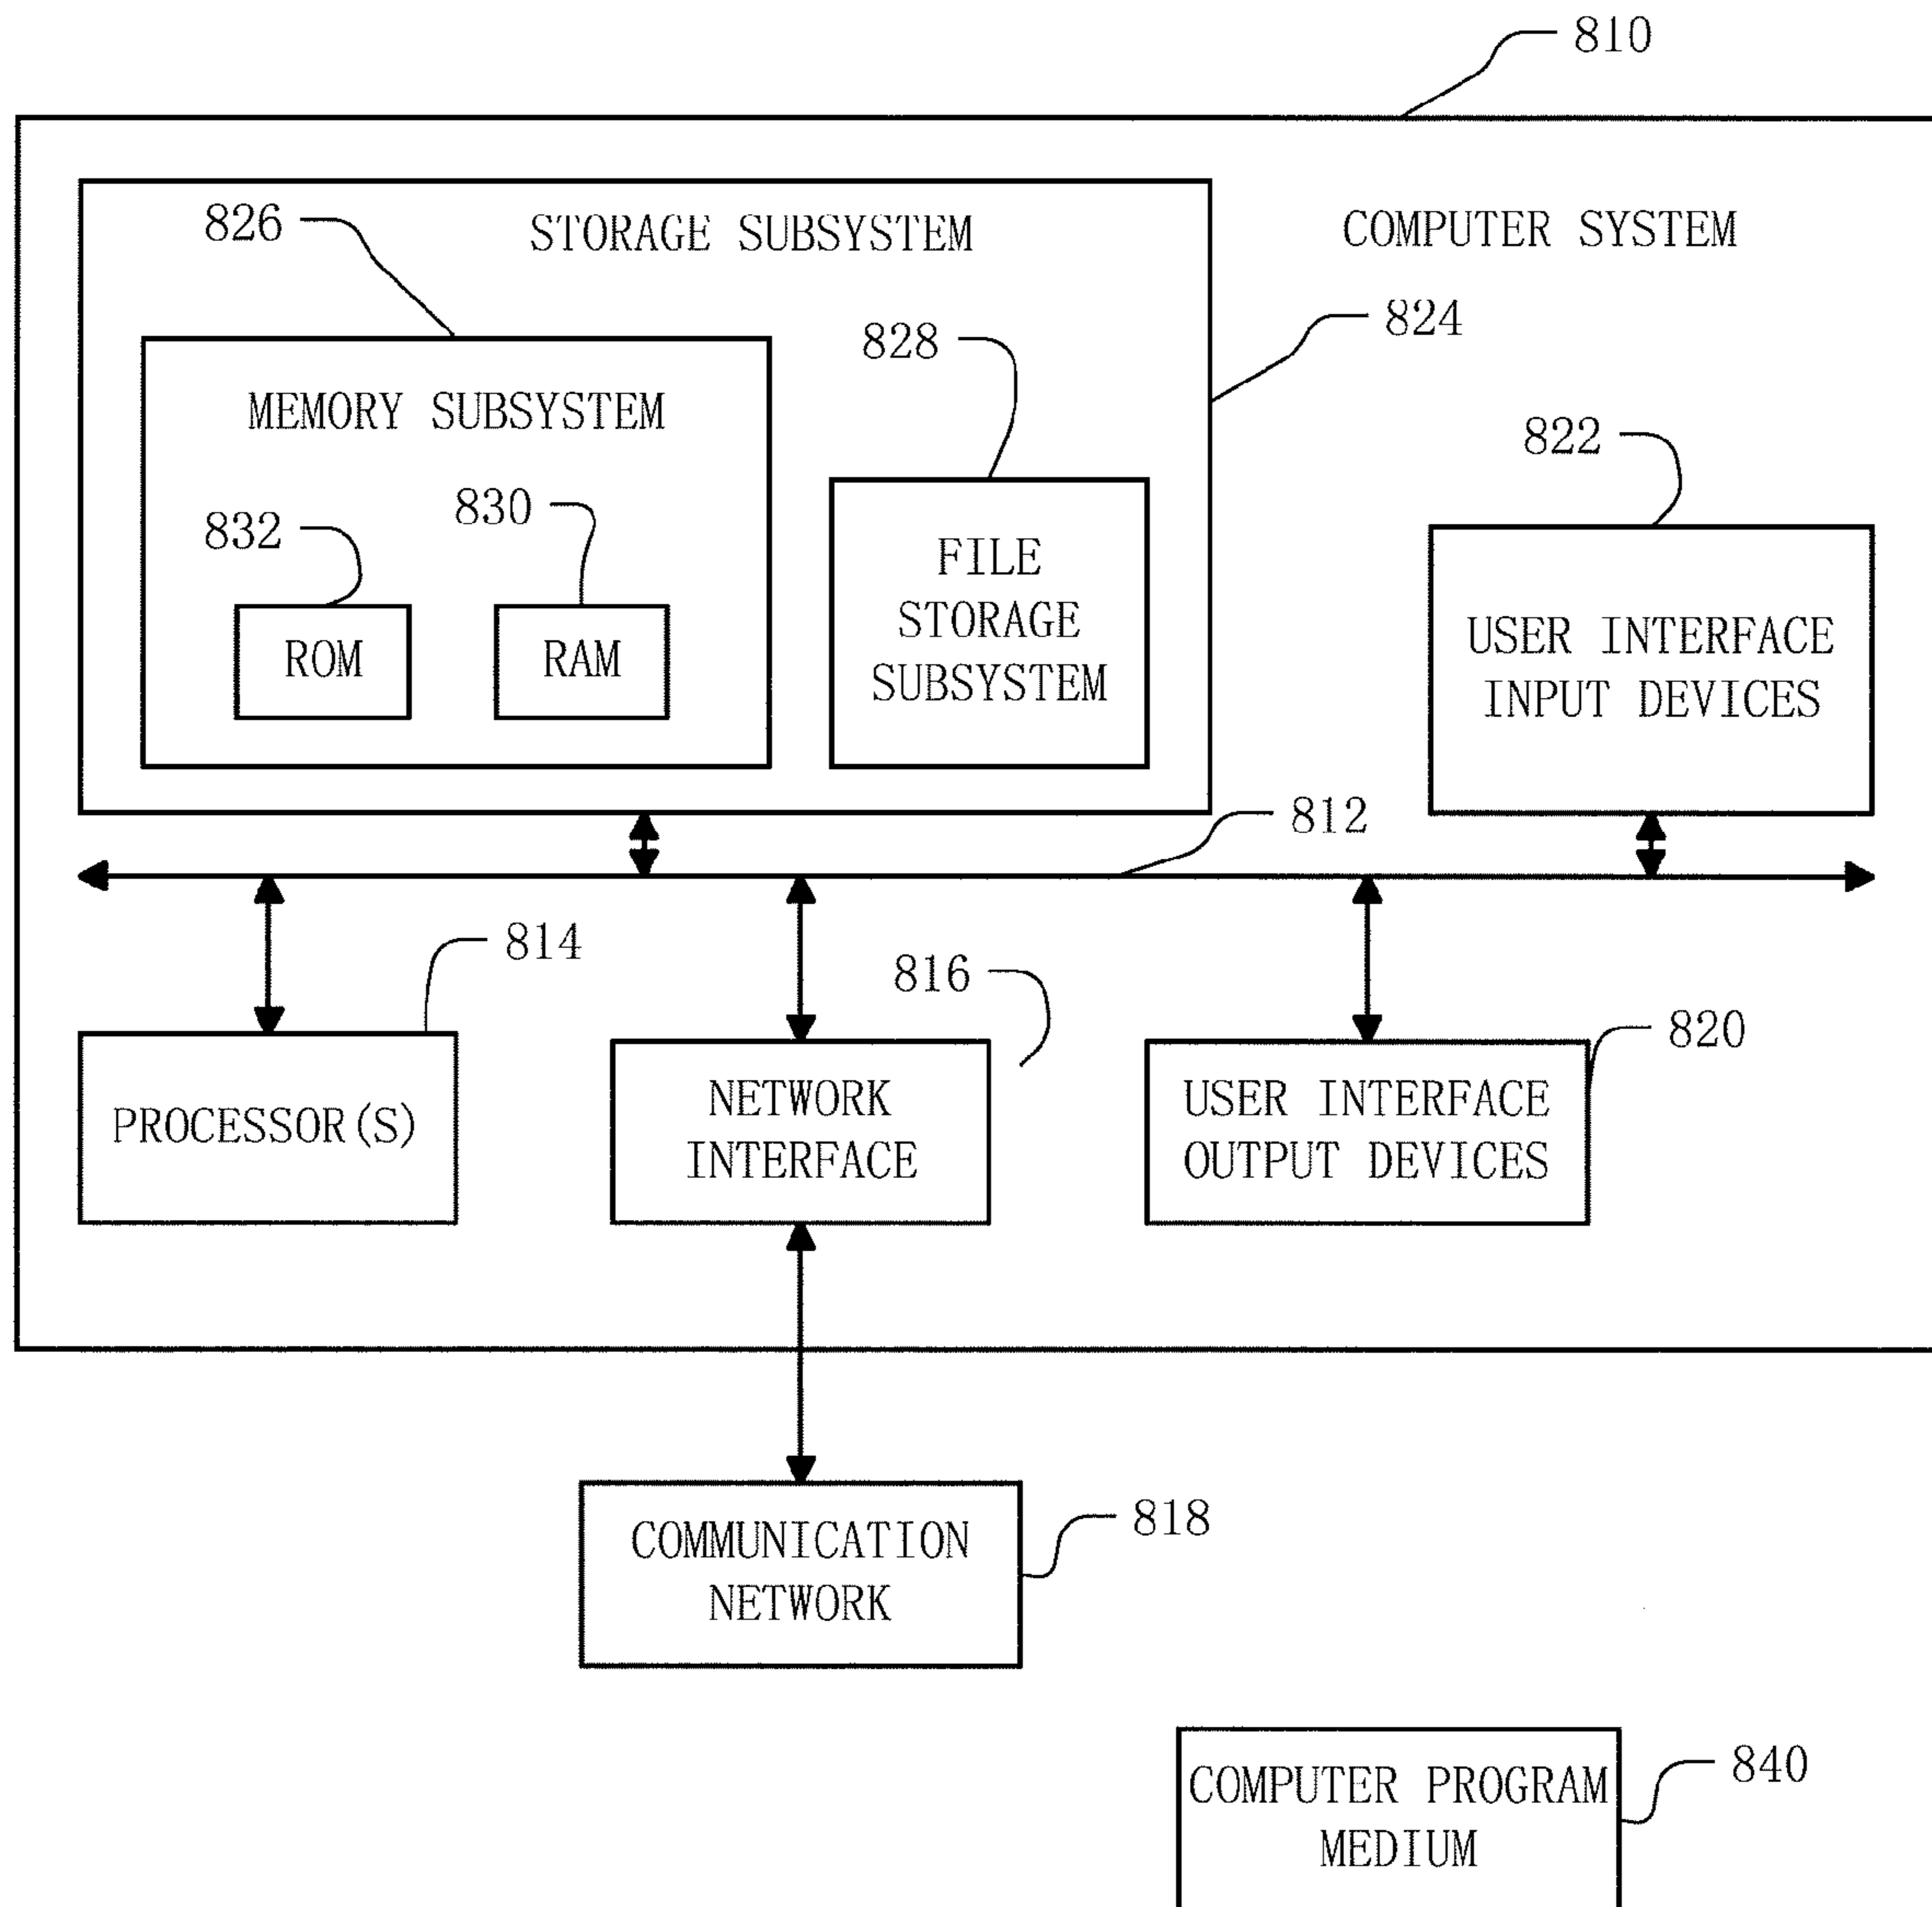 810
826
STORAGE SUBSYSTEM
COMPUTER SYSTEM
824
828
MEMORY SUBSYSTEM
822
832
830
FILE
STORAGE
SUBSYSTEM
ROM
RAM
USER INTERFACE
INPUT DEVICES
812
814
816
820
PROCESSOR(S)
NETWORK
INTERFACE
USER INTERFACE
OUTPUT DEVICES
818
COMMUNICATION
NETWORK
840
COMPUTER PROGRAM
MEDIUM